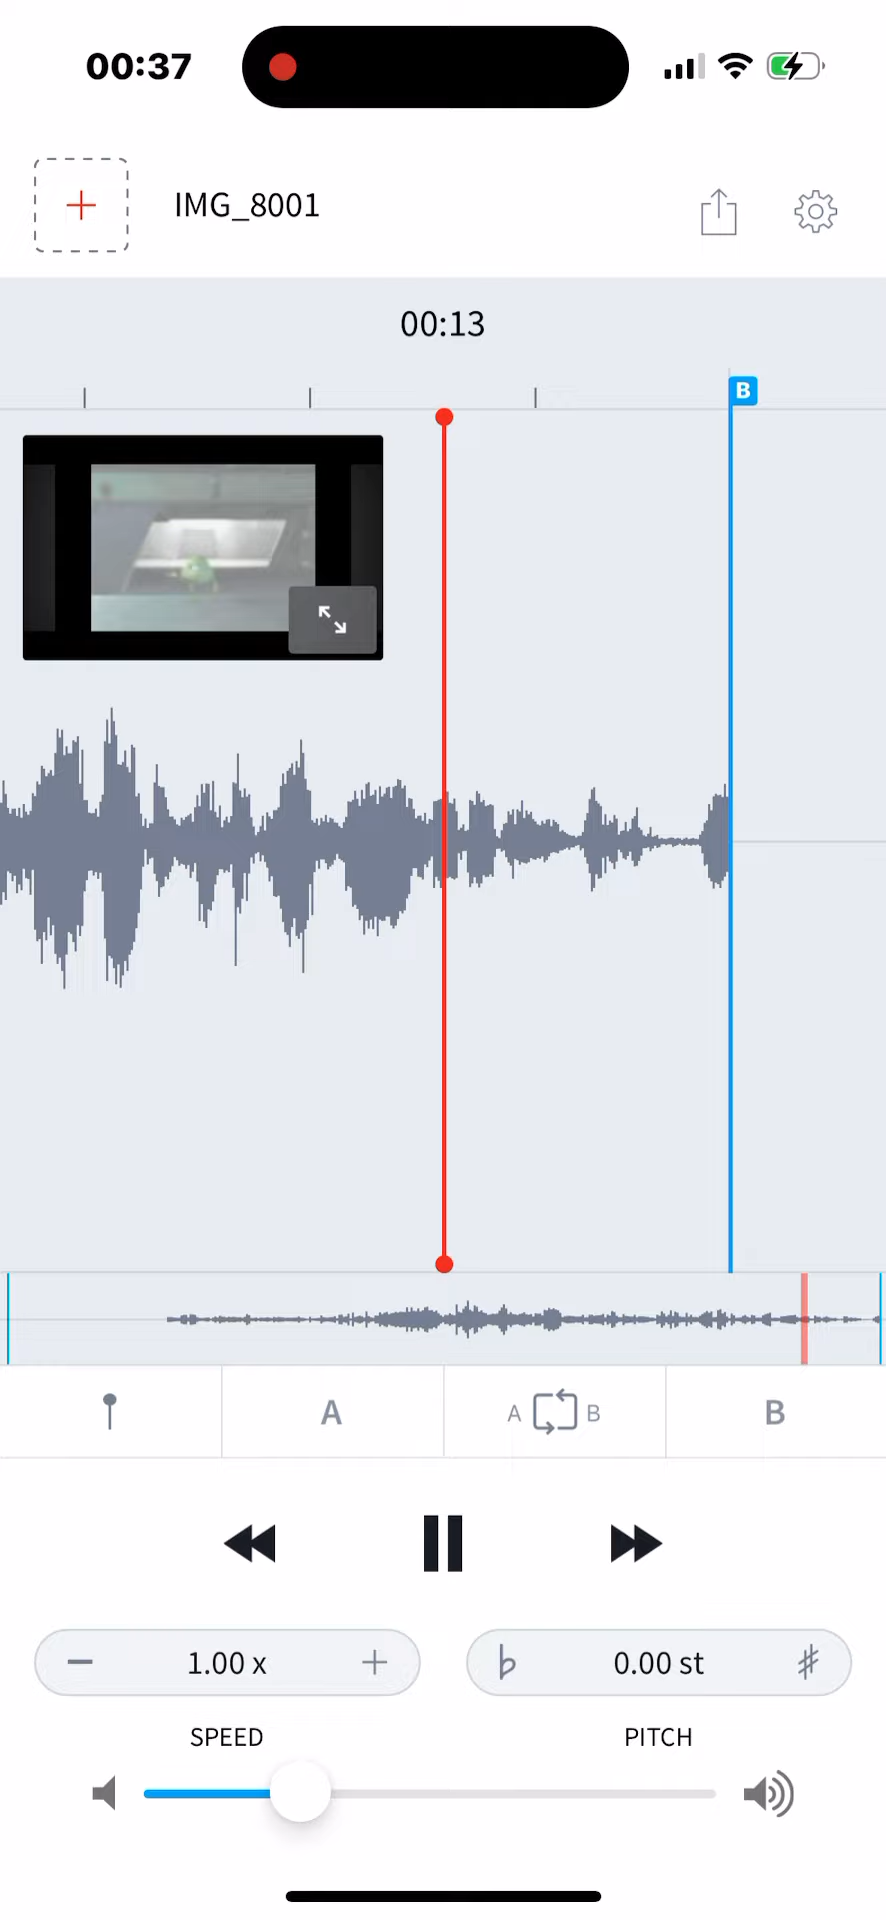 00:37
IMG_8001
00:13
B
A
A B
B
1.00 x
0.00 st
SPEED
PITCH